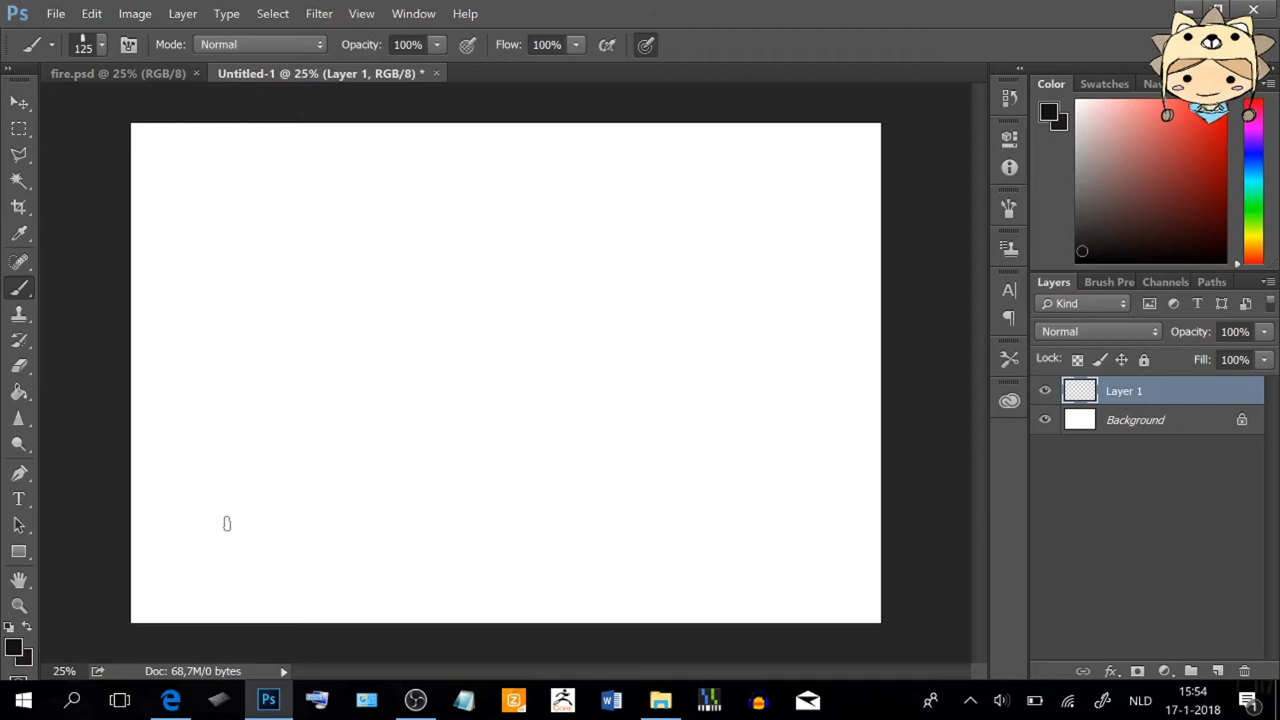 Ps File Edit Image Layer Type Select Filter View Window Help
125 Mode: Normal Opacity: 100% Flow: 100%
fire.psd @ 25% (RGB/8) × Untitled-1 @ 25% (Layer 1, RGB/8) * ×
Color Swatches
Layers Brush Pre Channels Paths
Kind T
Normal Opacity: 100%
Lock: Fill: 100%
Layer 1
Background
fx
A
T
25% Doc: 68,7M/0 bytes
Ps W NLD 15:54
17-1-2018 1